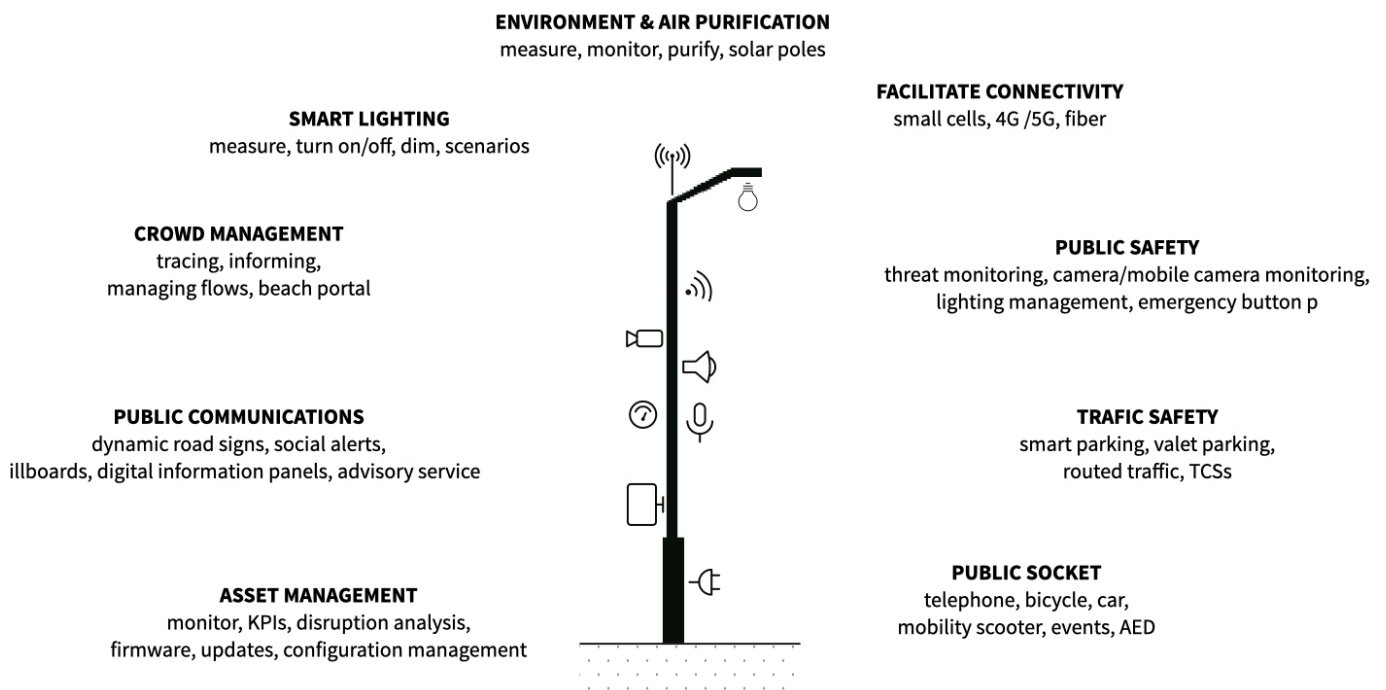 ENVIRONMENT & AIR PURIFICATION
measure, monitor, purify, solar poles
FACILITATE CONNECTIVITY
small cells, 4G /5G, fiber
SMART LIGHTING
measure, turn on/off, dim, scenarios
CROWD MANAGEMENT
tracing, informing,
managing flows, beach portal
PUBLIC SAFETY
threat monitoring, camera/mobile camera monitoring,
lighting management, emergency button p
PUBLIC COMMUNICATIONS
dynamic road signs, social alerts,
illboards, digital information panels, advisory service
TRAFIC SAFETY
smart parking, valet parking,
routed traffic, TCSs
PUBLIC SOCKET
telephone, bicycle, car,
mobility scooter, events, AED
ASSET MANAGEMENT
monitor, KPIs, disruption analysis,
firmware, updates, configuration management